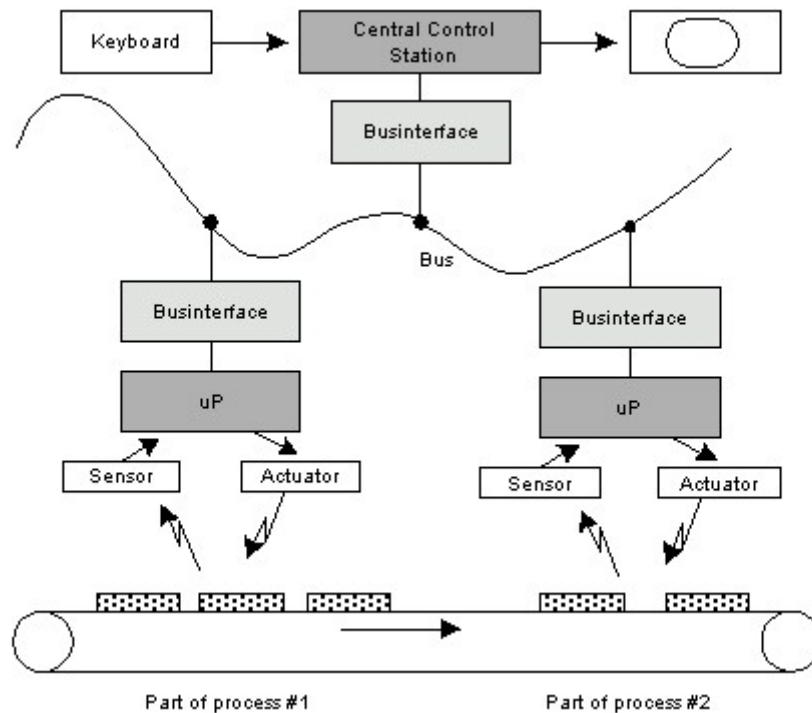 Keyboard
Central Control
Station
Businterface
Bus
Businterface
Businterface
uP
uP
Sensor
Actuator
Sensor
Actuator
Part of process #1
Part of process #2